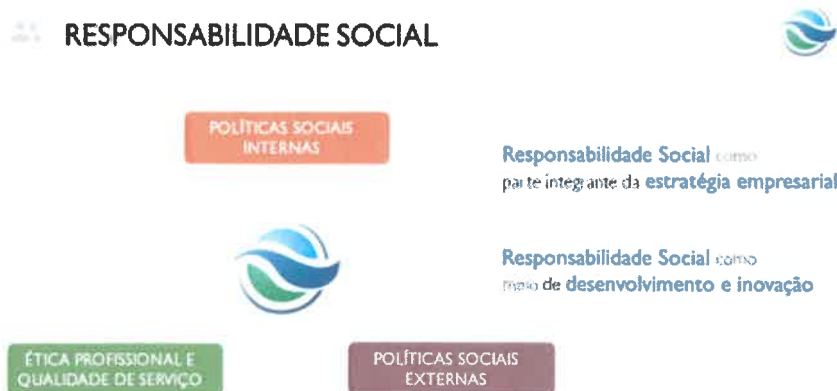 RESPONSABILIDADE SOCIAL
POLÍTICAS SOCIAIS
INTERNAS
Responsabilidade Social como
parte integrante da estratégia empresarial
Responsabilidade Social como
meio de desenvolvimento e inovação
ÉTICA PROFISSIONAL E
QUALIDADE DE SERVIÇO
POLÍTICAS SOCIAIS
EXTERNAS